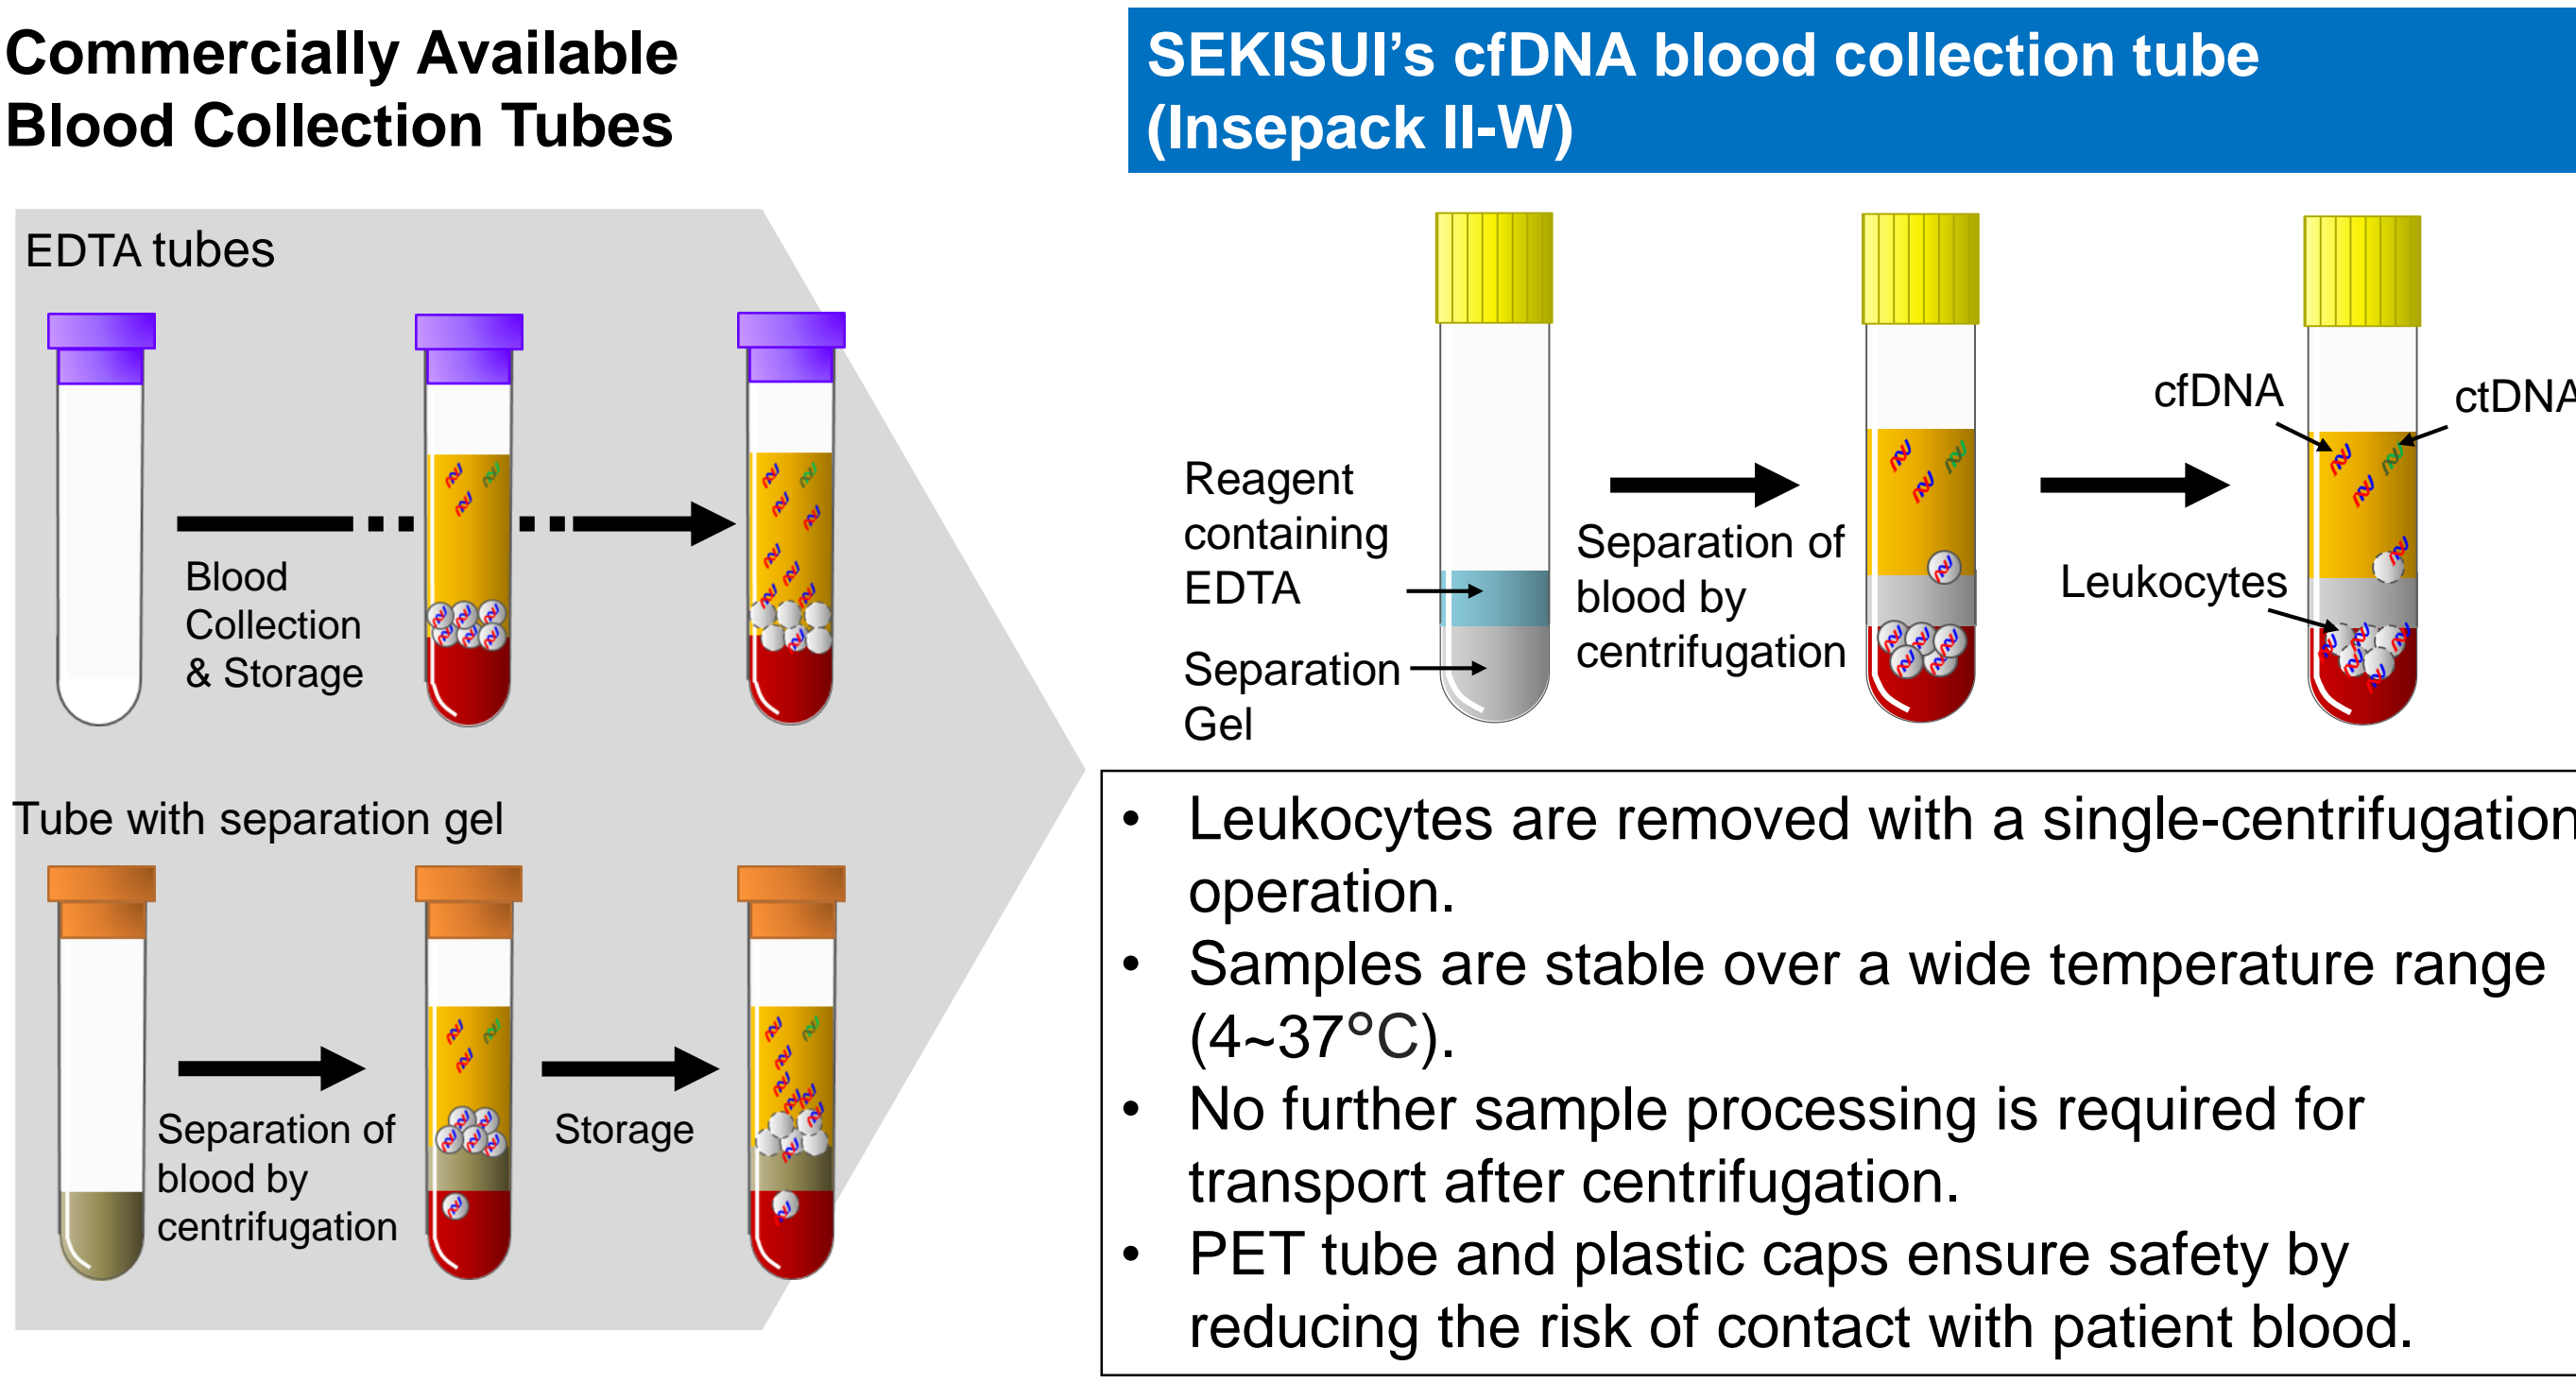 Commercially Available
Blood Collection Tubes
EDTA tubes
Blood
Collection
& Storage
Tube with separation gel
Separation of
blood by
centrifugation
Storage
SEKISUI’s cfDNA blood collection tube
(Insepack II-W)
Reagent
containing
EDTA
Separation
Gel
Separation of
blood by
centrifugation
cfDNA
ctDNA
Leukocytes
• Leukocytes are removed with a single-centrifugation
operation.
• Samples are stable over a wide temperature range
(4~37°C).
• No further sample processing is required for
transport after centrifugation.
• PET tube and plastic caps ensure safety by
reducing the risk of contact with patient blood.